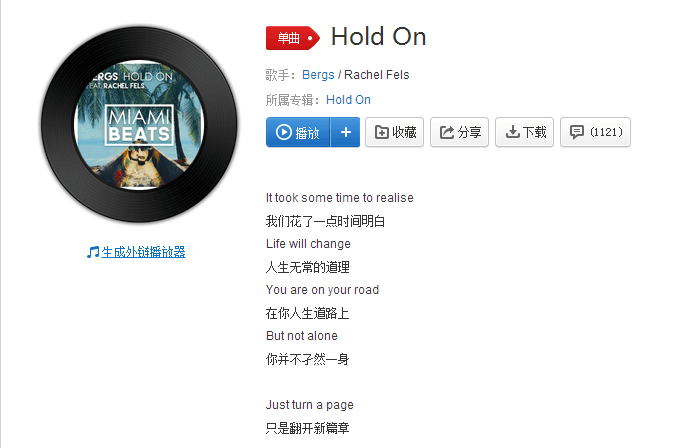 BERGS HOLD ON
FEAT. RACHEL FELS
MIAMI
BEATS
生成外链播放器
单曲
Hold On
歌手：Bergs / Rachel Fels
所属专辑：Hold On
播放 + 收藏 分享 下载 (1121)
It took some time to realise
我们花了一点时间明白
Life will change
人生无常的道理
You are on your road
在你人生道路上
But not alone
你并不孑然一身
Just turn a page
只是翻开新篇章